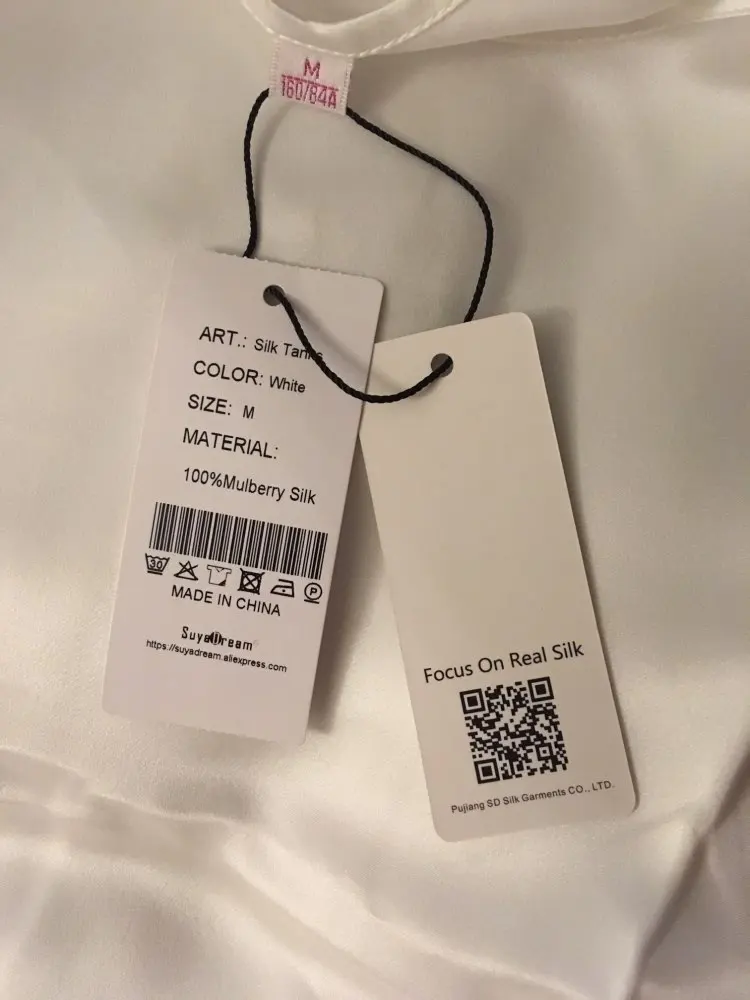 M
160/84A
ART.: Silk Tanks
COLOR: White
SIZE: M
MATERIAL:
100%Mulberry Silk
30
P
MADE IN CHINA
SuyaDream
https://suyadream.aliexpress.com
Focus On Real Silk
Pujiang SD Silk Garments CO., LTD.